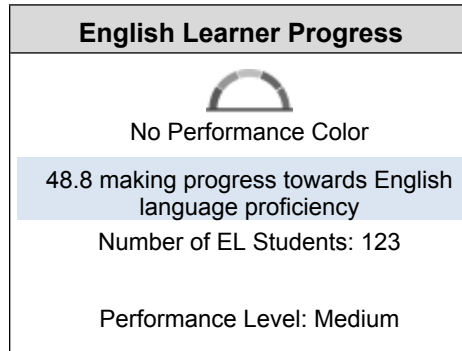 English Learner Progress
No Performance Color
48.8 making progress towards English
language proficiency
Number of EL Students: 123
Performance Level: Medium